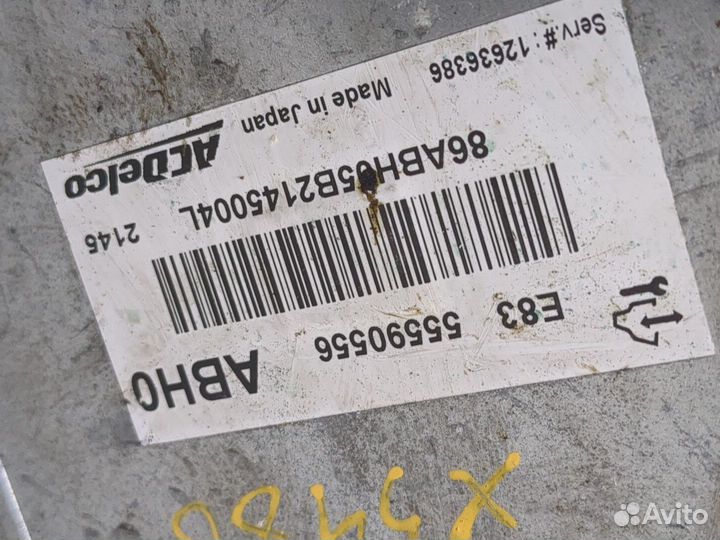 E83 55590556 ABH0
86ABH05B2145004L 2145
Made in Japan ACDelco
Serv.#: 12636386
Avito